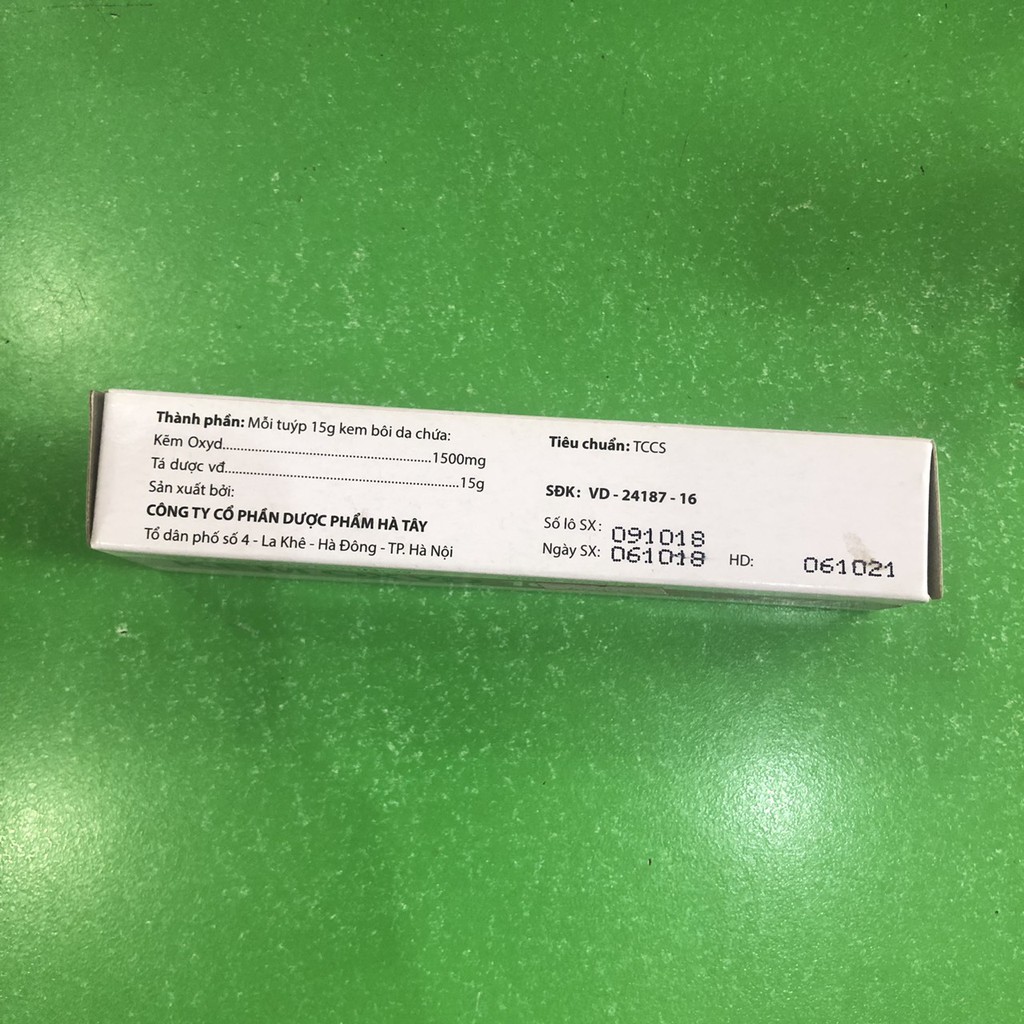 Thành phần: Mỗi tuýp 15g kem bôi da chứa:
Kẽm Oxyd.........................................................1500mg
Tá dược vđ................................................................15g
Sản xuất bởi:
CÔNG TY CỔ PHẦN DƯỢC PHẨM HÀ TÂY
Tổ dân phố số 4 - La Khê - Hà Đông - TP. Hà Nội
Tiêu chuẩn: TCCS
SĐK: VD - 24187 - 16
Số lô SX: 091018
Ngày SX: 061018 HD: 061021